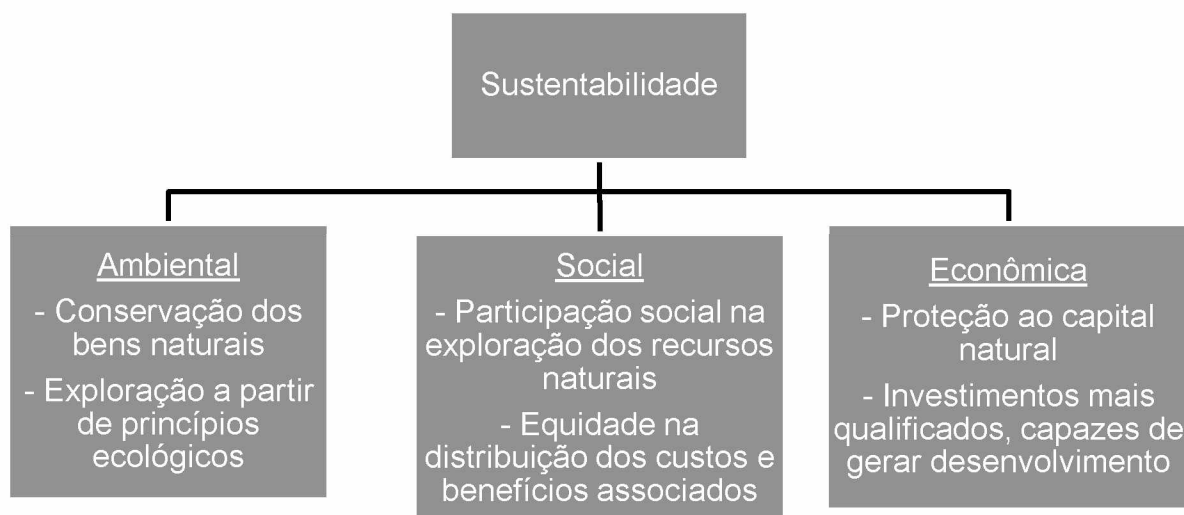 Sustentabilidade
Ambiental
- Conservação dos
bens naturais
- Exploração a partir
de princípios
ecológicos
Social
- Participação social na
exploração dos recursos
naturais
- Equidade na
distribuição dos custos e
benefícios associados
Econômica
- Proteção ao capital
natural
- Investimentos mais
qualificados, capazes de
gerar desenvolvimento